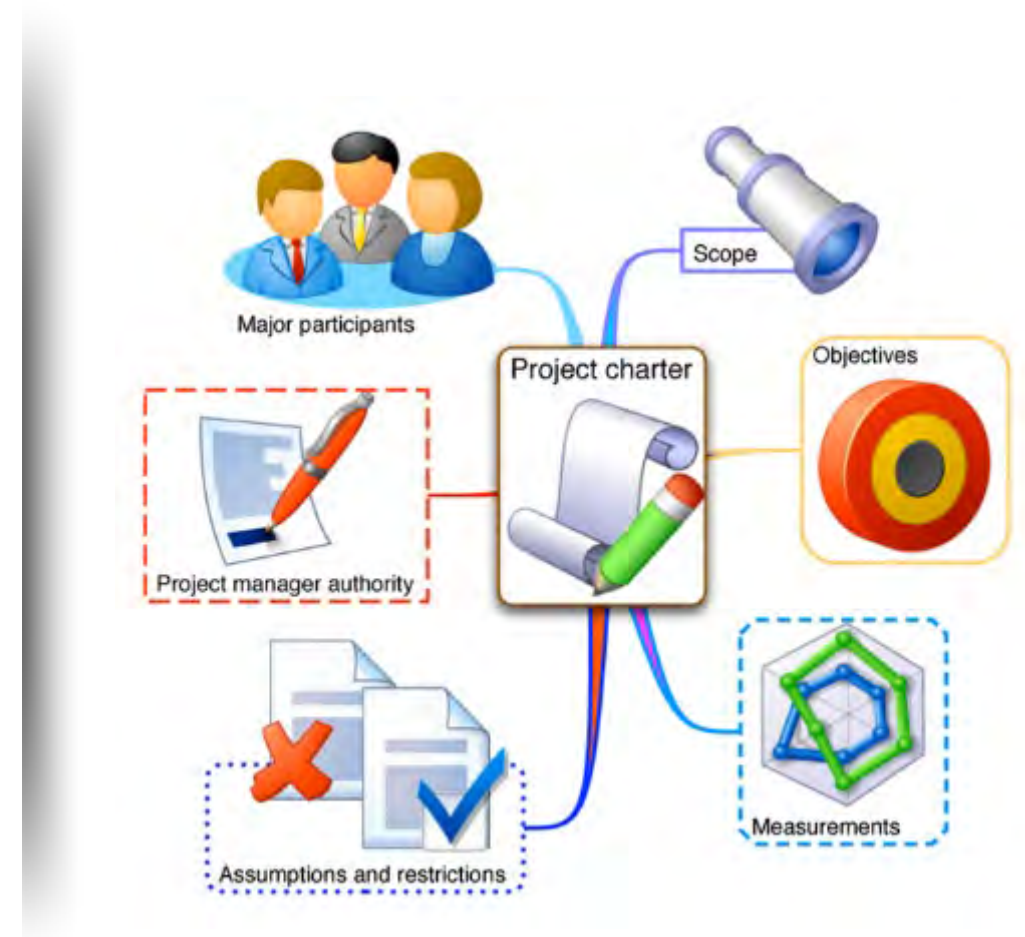 Scope
Major participants
Project charter
Objectives
Project manager authority
Measurements
Assumptions and restrictions